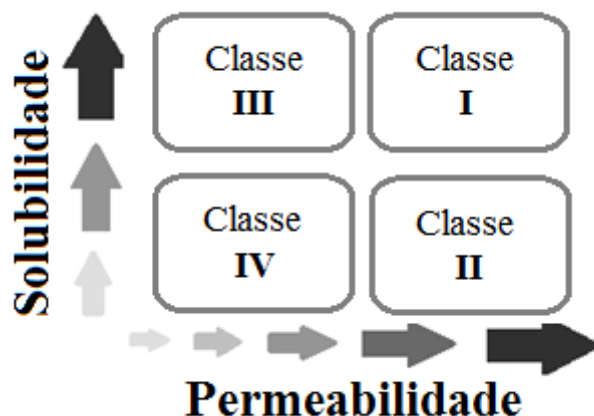 Solubilidade
Classe
III
Classe
I
Classe
IV
Classe
II
Permeabilidade